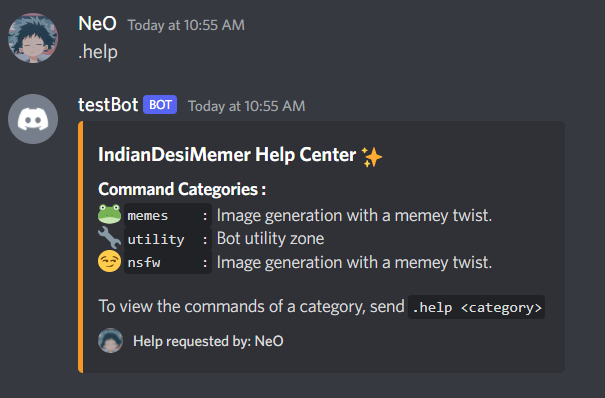 NeO Today at 10:55 AM
.help
testBot BOT Today at 10:55 AM
IndianDesiMemer Help Center ✨
Command Categories :
🐸 memes : Image generation with a memey twist.
🔧 utility : Bot utility zone
😏 nsfw : Image generation with a memey twist.
To view the commands of a category, send .help <category>
Help requested by: NeO